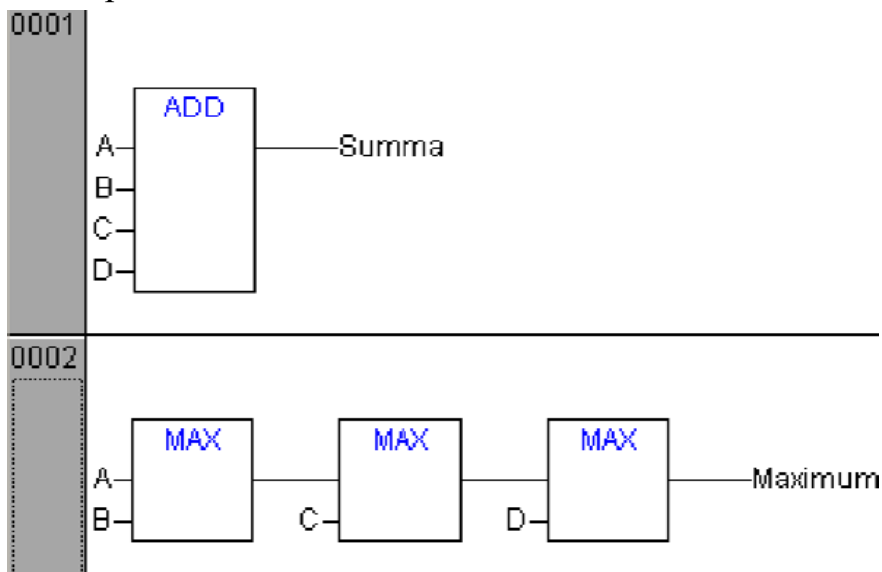 0001
ADD
A
Summa
B
C
D
0002
MAX MAX MAX
A
Maximum
B C D